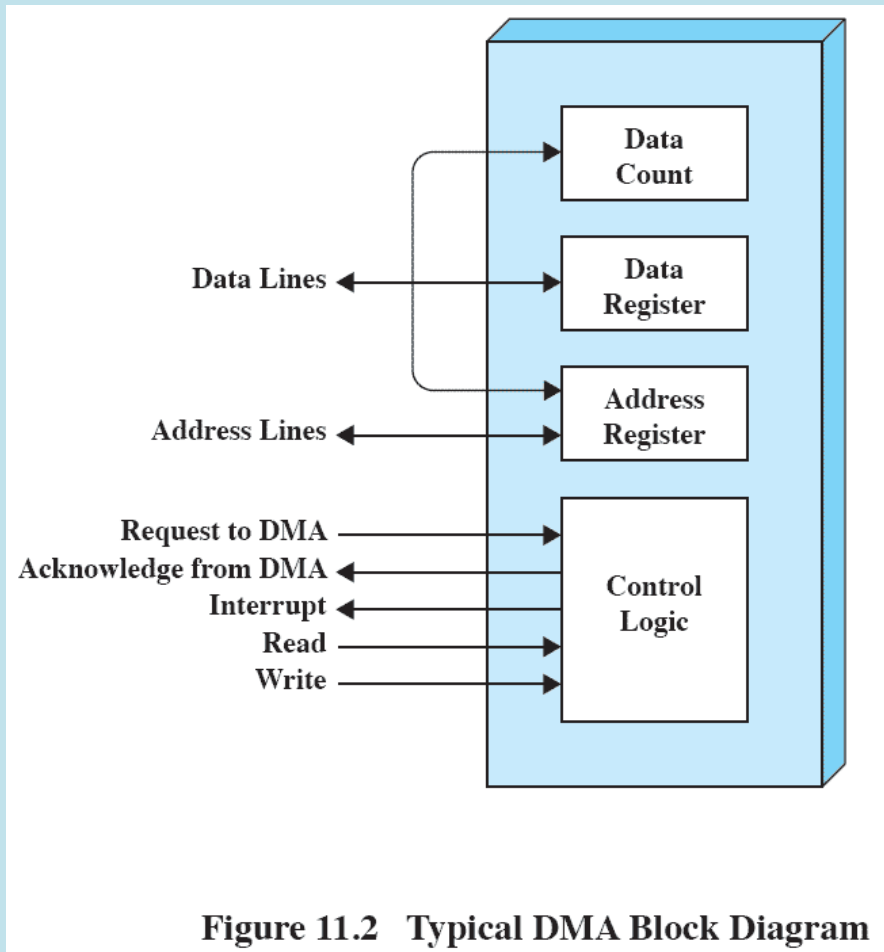 Data
Count
Data Lines
Data
Register
Address Lines
Address
Register
Request to DMA
Acknowledge from DMA
Interrupt
Read
Write
Control
Logic
Figure 11.2 Typical DMA Block Diagram